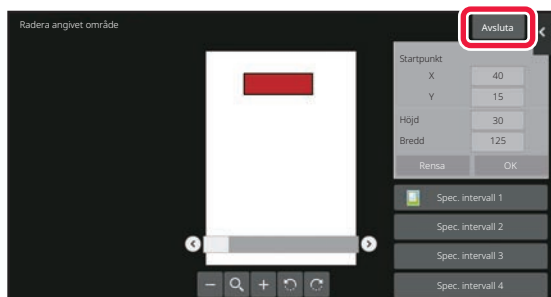 Radera angivet område
Avsluta
Startpunkt
X 40
Y 15
Höjd 30
Bredd 125
Rensa OK
Spec. intervall 1
Spec. intervall 2
Spec. intervall 3
Spec. intervall 4